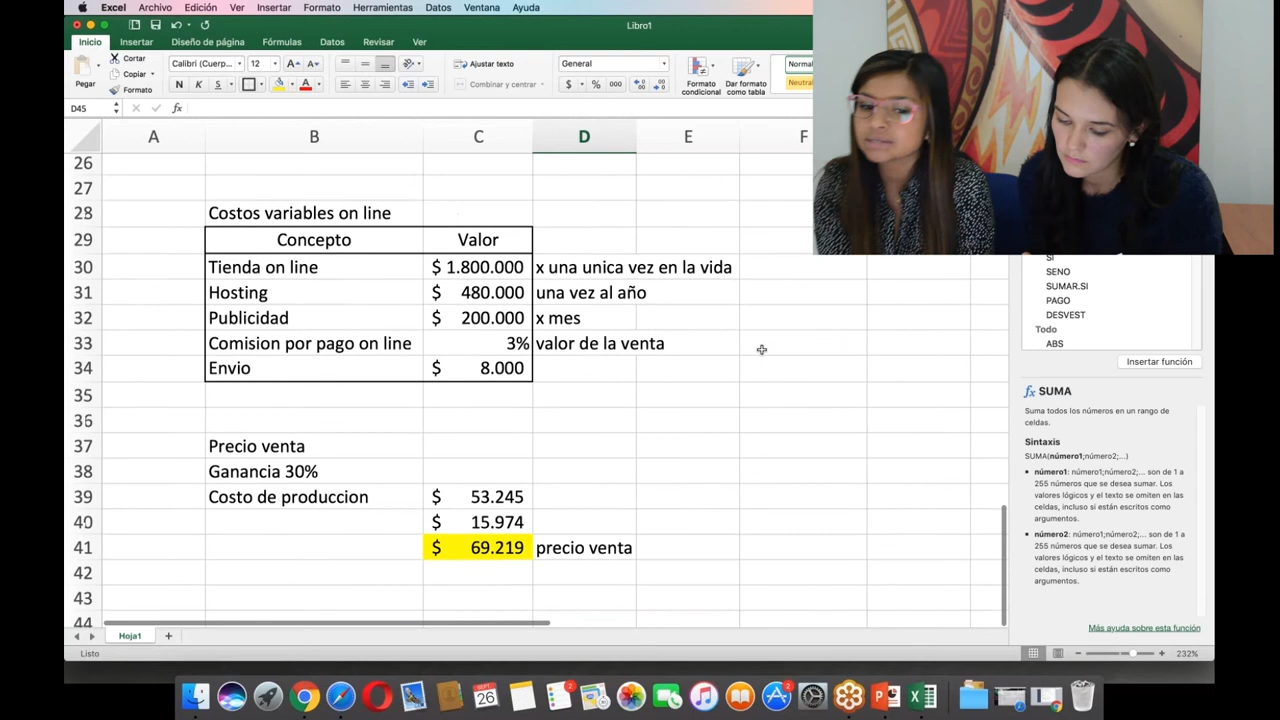 Excel Archivo Edición Ver Insertar Formato Herramientas Datos Ventana Ayuda
Libro1
Inicio Insertar Diseño de página Fórmulas Datos Revisar Ver
Pegar
Cortar
Copiar
Formato
Calibri (Cuerp... 12 A A
N K S A
Ajustar texto
Combinar y centrar
General
$ % 000
Formato condicional
Dar formato como tabla
Normal
Neutral
D45 fx
A B C D E F
26
27
28 Costos variables on line
29 Concepto Valor
30 Tienda on line $ 1.800.000 x una unica vez en la vida
31 Hosting $ 480.000 una vez al año
32 Publicidad $ 200.000 x mes
33 Comision por pago on line 3% valor de la venta
34 Envio $ 8.000
35
36
37 Precio venta
38 Ganancia 30%
39 Costo de produccion $ 53.245
40 $ 15.974
41 $ 69.219 precio venta
42
43
44
SI
SENO
SUMAR.SI
PAGO
DESVEST
Todo
ABS
Insertar función
fx SUMA
Suma todos los números en un rango de
celdas.
Sintaxis
SUMA(número1;número2;...)
número1: número1;número2;... son de 1 a
255 números que se desea sumar. Los
valores lógicos y el texto se omiten en las
celdas, incluso si están escritos como
argumentos.
número2: número1;número2;... son de 1 a
255 números que se desea sumar. Los
valores lógicos y el texto se omiten en las
celdas, incluso si están escritos como
argumentos.
Más ayuda sobre esta función
Hoja1 +
Listo
232%
SEPT
26
2
2